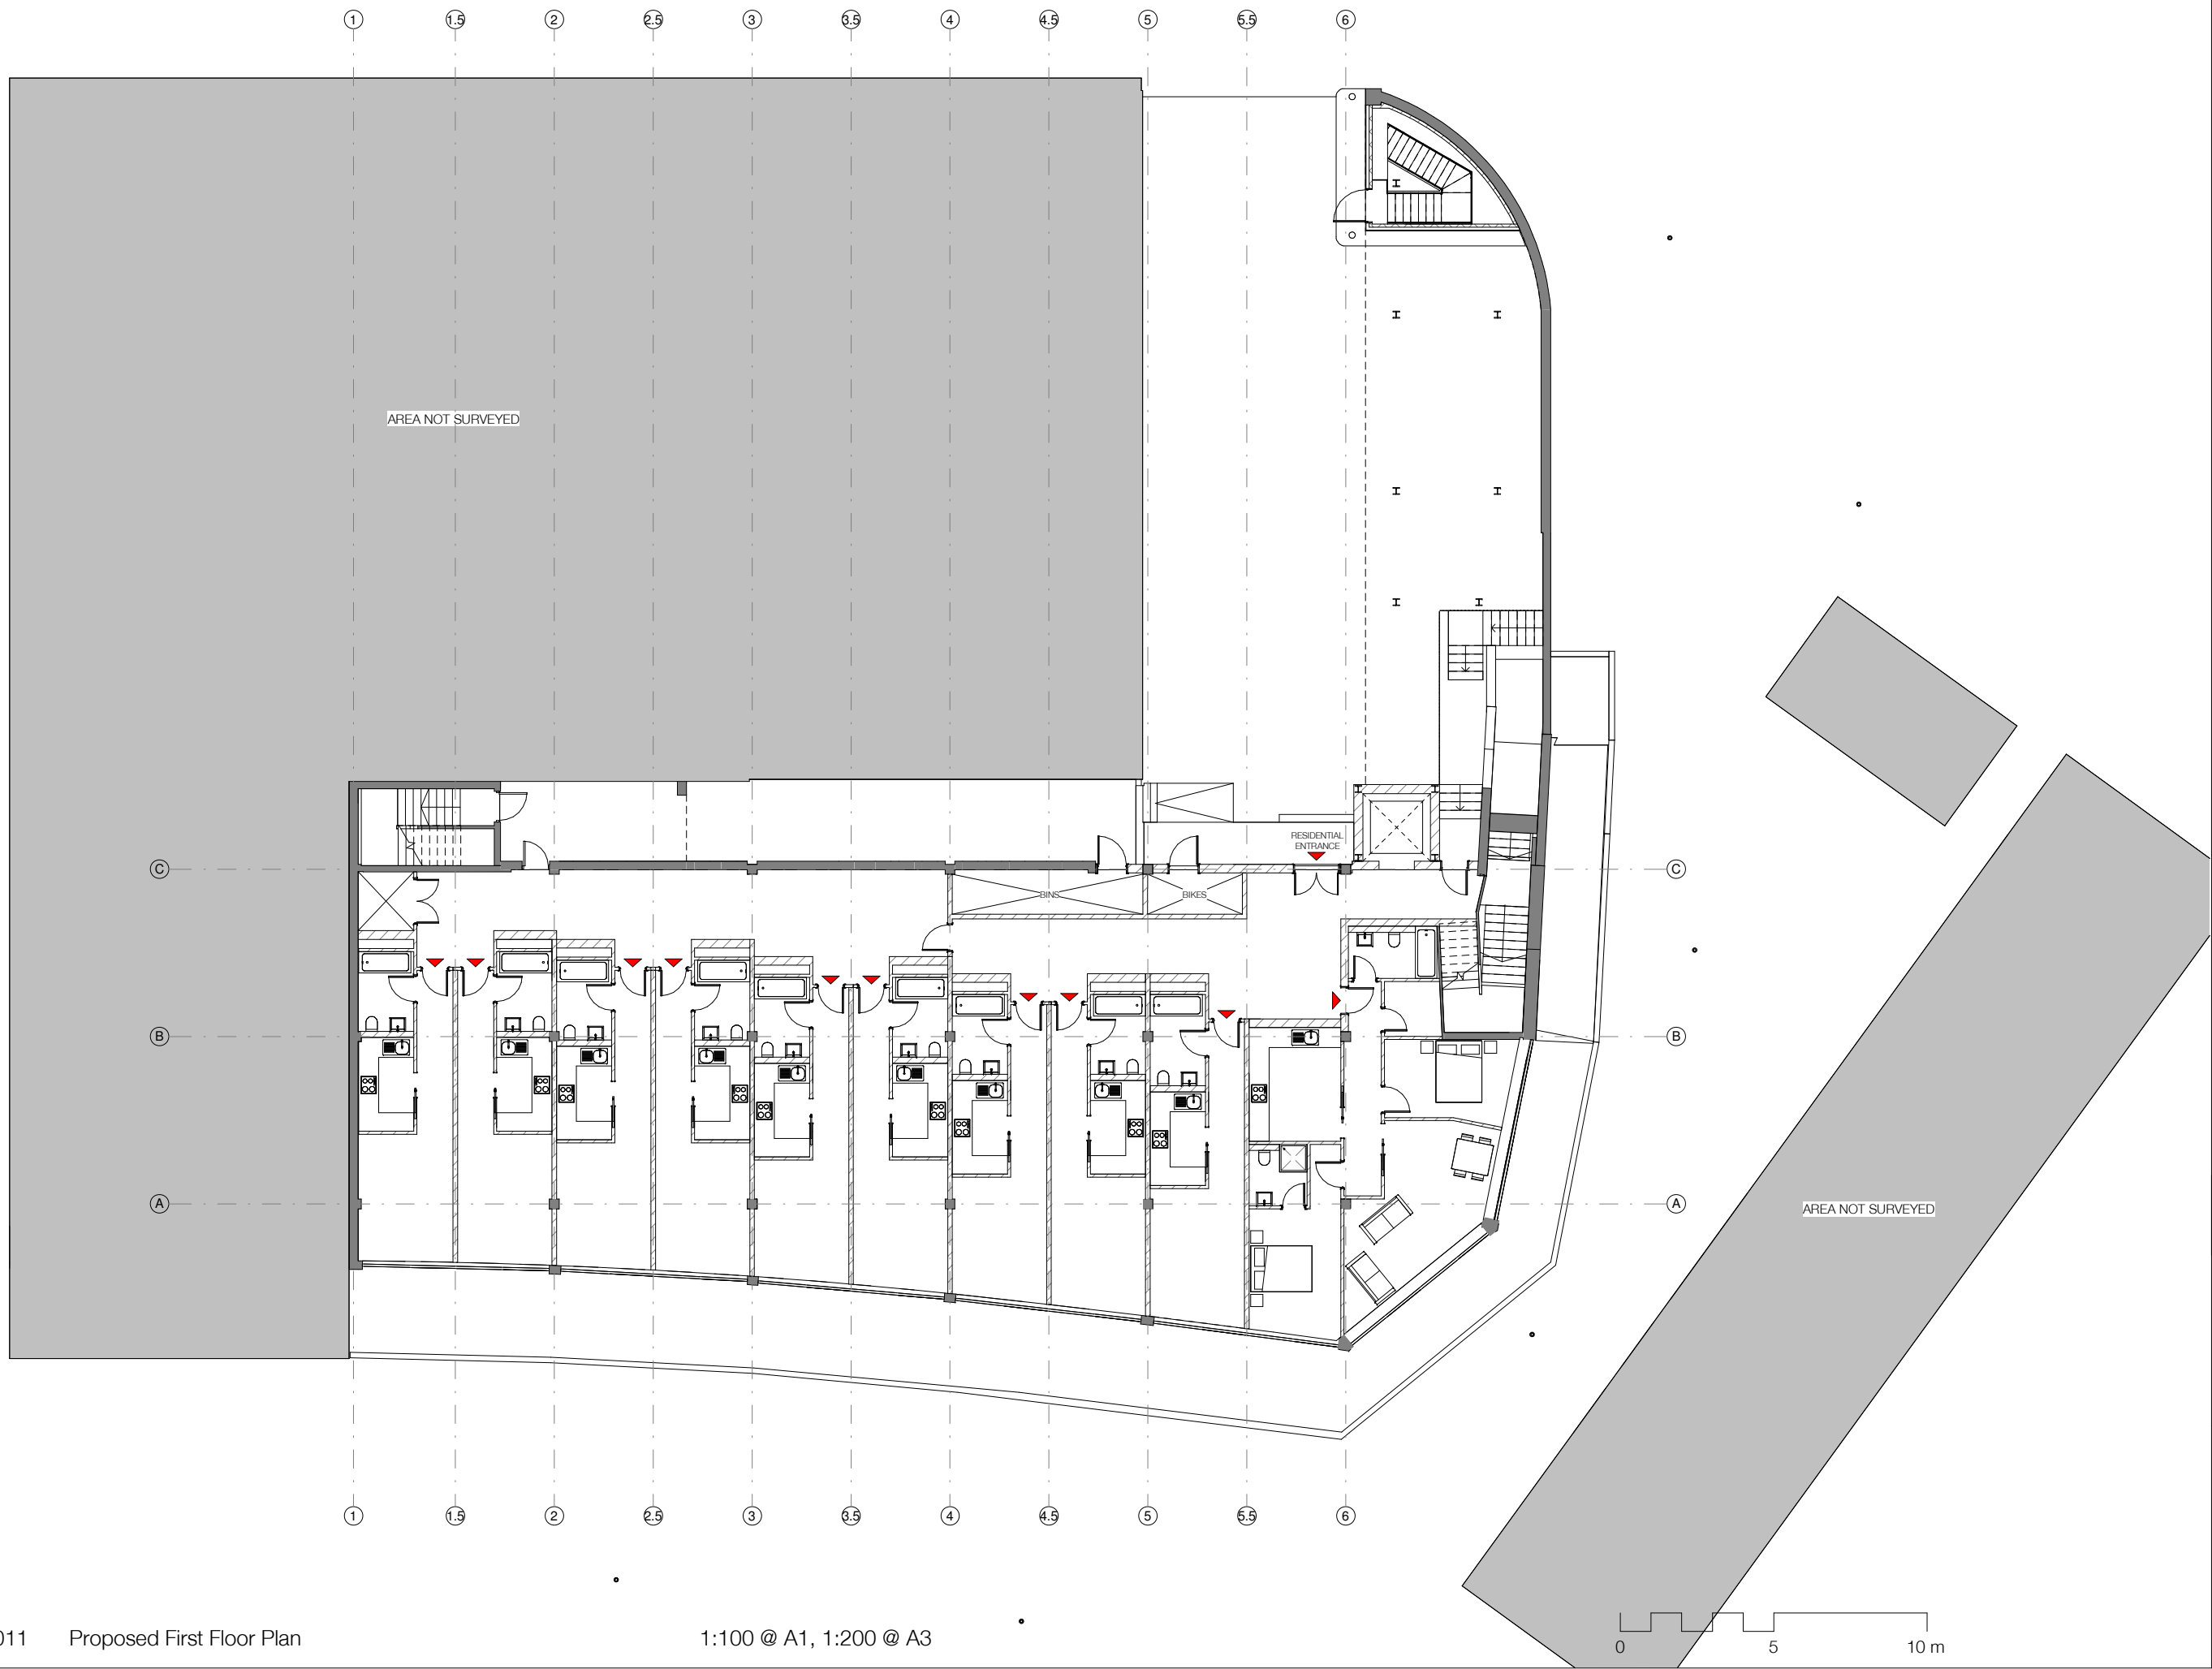 1 1.5 2 2.5 3 3.5 4 4.5 5 5.5 6
AREA NOT SURVEYED
RESIDENTIAL
ENTRANCE
C C
BINS BIKES
B B
A A
AREA NOT SURVEYED
1 1.5 2 2.5 3 3.5 4 4.5 5 5.5 6
011 Proposed First Floor Plan 1:100 @ A1, 1:200 @ A3
0 5 10 m